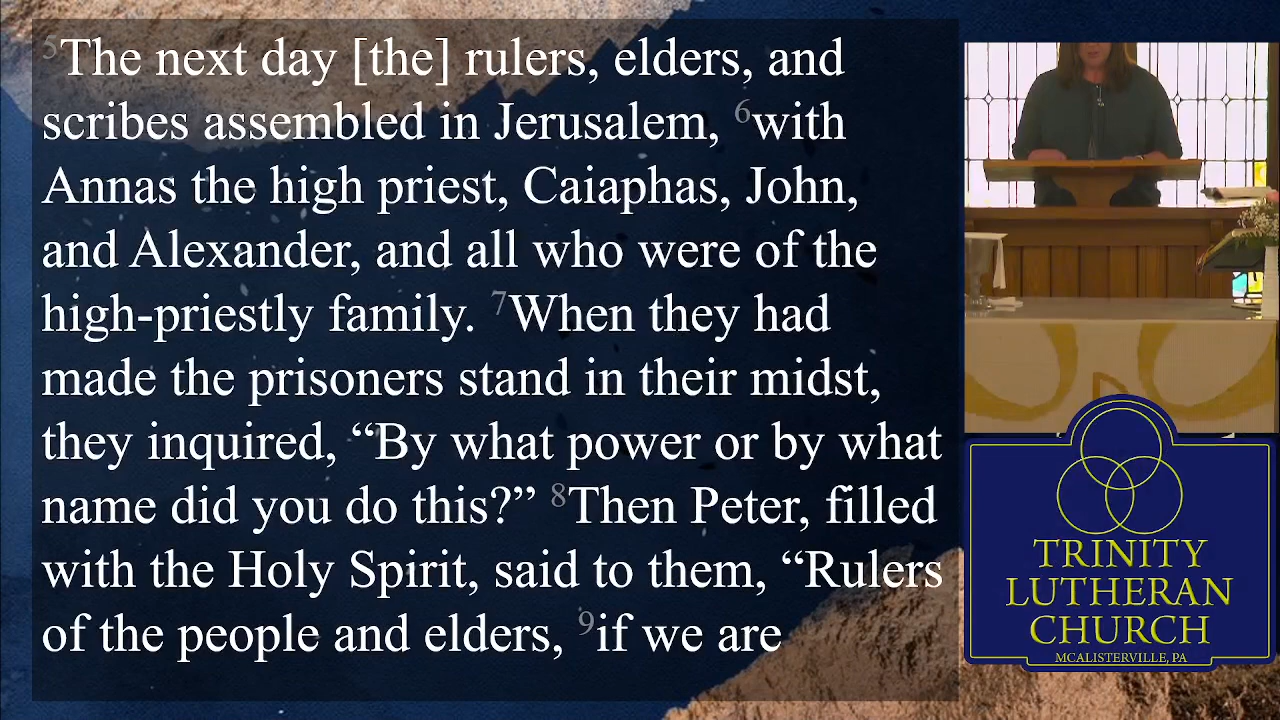 5The next day [the] rulers, elders, and
scribes assembled in Jerusalem, 6with
Annas the high priest, Caiaphas, John,
and Alexander, and all who were of the
high-priestly family. 7When they had
made the prisoners stand in their midst,
they inquired, “By what power or by what
name did you do this?” 8Then Peter, filled
with the Holy Spirit, said to them, “Rulers
of the people and elders, 9if we are
TRINITY
LUTHERAN
CHURCH
MCALISTERVILLE, PA